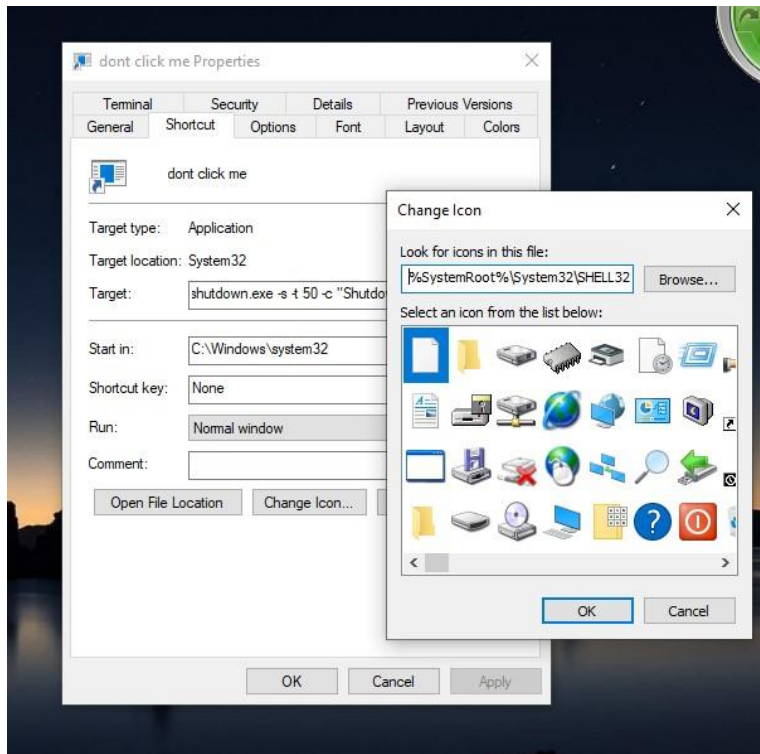 dont click me Properties
Terminal Security Details Previous Versions
General Shortcut Options Font Layout Colors
dont click me
Target type: Application
Target location: System32
Target: shutdown.exe -s -t 50 -c "Shutdo
Start in: C:\Windows\system32
Shortcut key: None
Run: Normal window
Comment:
Open File Location Change Icon...
OK Cancel Apply
Change Icon
Look for icons in this file:
%SystemRoot%\System32\SHELL32 Browse...
Select an icon from the list below:
OK Cancel